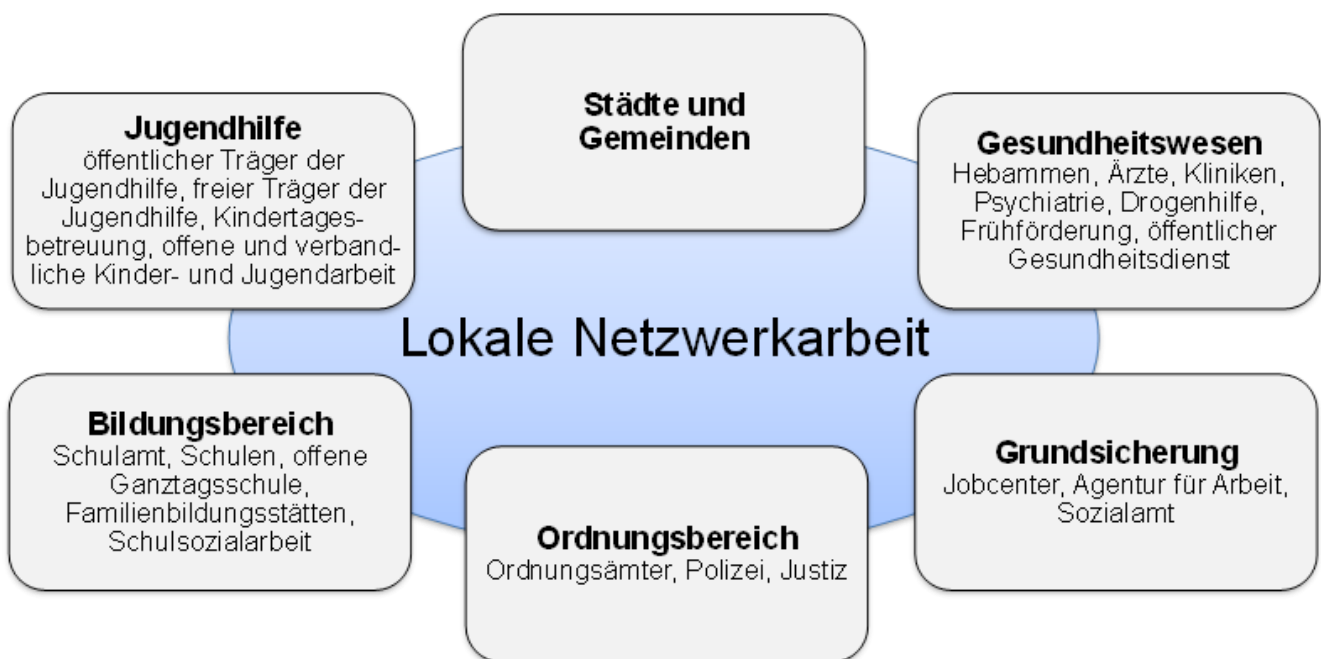 Städte und
Gemeinden
Jugendhilfe
öffentlicher Träger der
Jugendhilfe, freier Träger der
Jugendhilfe, Kindertages-
betreuung, offene und verband-
liche Kinder- und Jugendarbeit
Gesundheitswesen
Hebammen, Ärzte, Kliniken,
Psychiatrie, Drogenhilfe,
Frühförderung, öffentlicher
Gesundheitsdienst
Lokale Netzwerkarbeit
Bildungsbereich
Schulamt, Schulen, offene
Ganztagsschule,
Familienbildungsstätten,
Schulsozialarbeit
Ordnungsbereich
Ordnungsämter, Polizei, Justiz
Grundsicherung
Jobcenter, Agentur für Arbeit,
Sozialamt